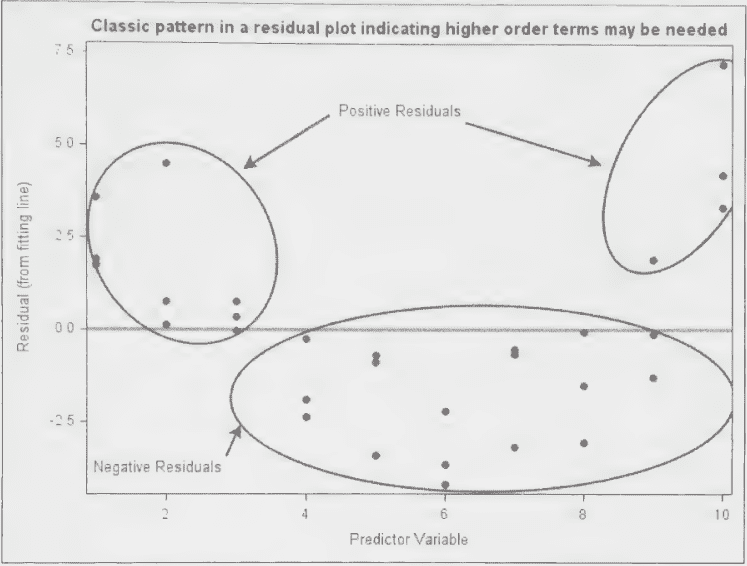 Classic pattern in a residual plot indicating higher order terms may be needed
7.5
Positive Residuals
5.0
2.5
Residual (from fitting line)
0.0
-2.5
Negative Residuals
2
4
6
8
10
Predictor Variable